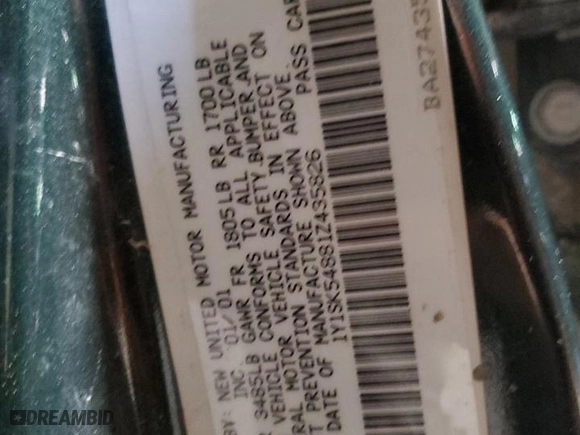 BY: NEW UNITED MOTOR MANUFACTURING
INC 01/01
3485LB GAWR FR 1805LB RR 1700LB
VEHICLE CONFORMS TO ALL APPLICABLE
RAL MOTOR VEHICLE SAFETY BUMPER AND
T PREVENTION STANDARDS IN EFFECT ON
DATE OF MANUFACTURE SHOWN ABOVE.
1Y1SK54881Z435826 PASS CAR
BA27435
DREAMBID